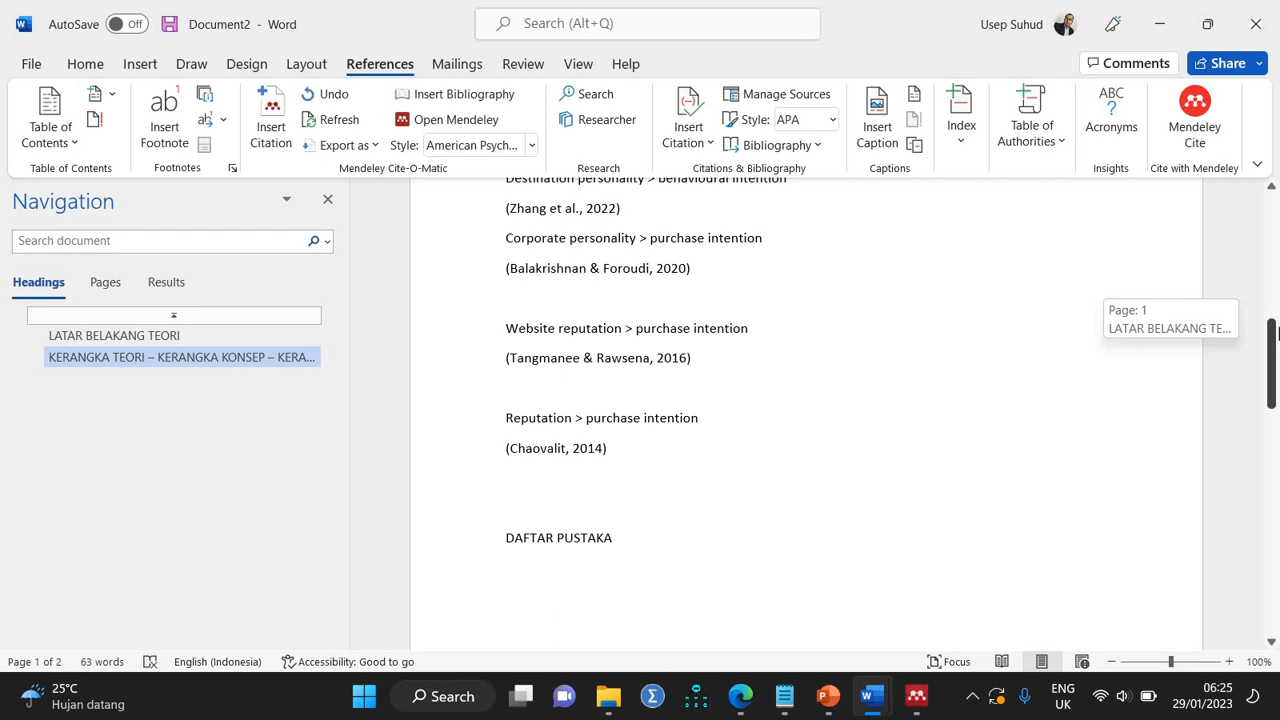 AutoSave Off Document2 - Word Search (Alt+Q) Usep Suhud
File Home Insert Draw Design Layout References Mailings Review View Help Comments Share
Table of Contents
Table of Contents
ab Insert Footnote
Footnotes
Insert Citation
Undo
Refresh
Export as
Insert Bibliography
Open Mendeley
Style: American Psych...
Mendeley Cite-O-Matic
Search
Researcher
Research
Insert Citation
Manage Sources
Style: APA
Bibliography
Citations & Bibliography
Insert Caption
Captions
Index
Table of Authorities
ABC
?
Acronyms
Insights
Mendeley Cite
Cite with Mendeley
Navigation
Search document
Headings Pages Results
LATAR BELAKANG TEORI
KERANGKA TEORI – KERANGKA KONSEP – KERA...
Destination personality > behavioural intention
(Zhang et al., 2022)
Corporate personality > purchase intention
(Balakrishnan & Foroudi, 2020)
Website reputation > purchase intention
(Tangmanee & Rawsena, 2016)
Reputation > purchase intention
(Chaovalit, 2014)
DAFTAR PUSTAKA
Page: 1
LATAR BELAKANG TE...
Page 1 of 2 63 words English (Indonesia) Accessibility: Good to go Focus 100%
25°C
Hujan datang
Search
ENG
UK
06:25
29/01/2023